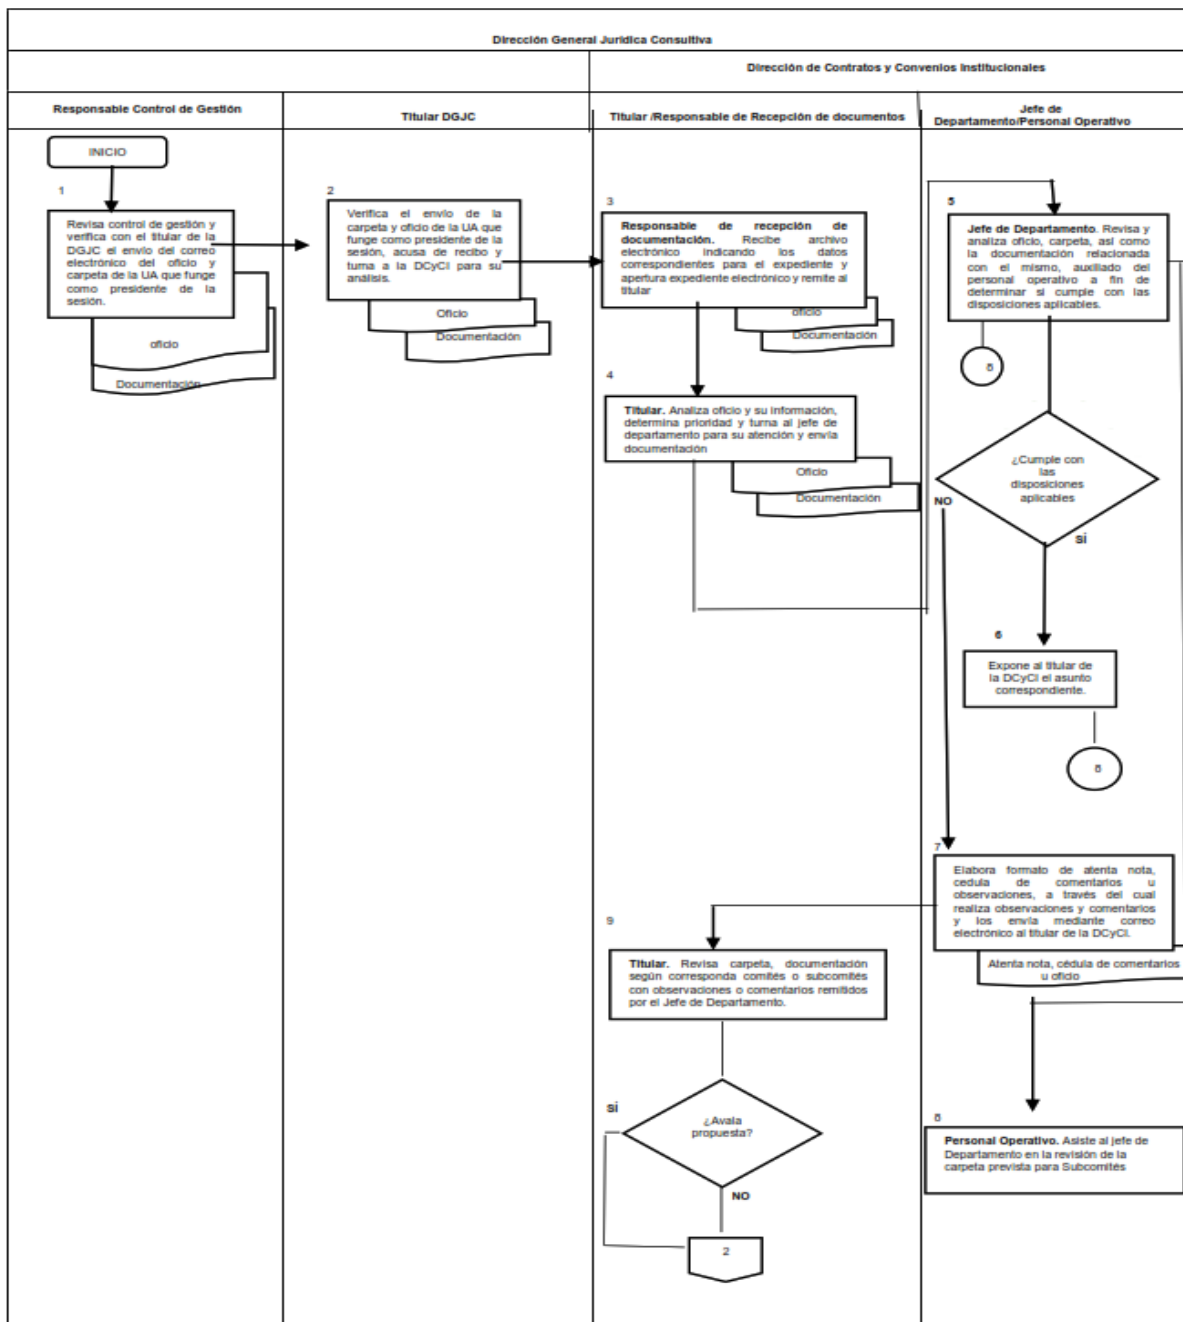 Dirección General Jurídica Consultiva
Dirección de Contratos y Convenios Institucionales
Responsable Control de Gestión
Titular DGJC
Titular /Responsable de Recepción de documentos
Jefe de
Departamento/Personal Operativo
INICIO
1
Revisa control de gestión y
verifica con el titular de la
DGJC el envío del correo
electrónico del oficio y
carpeta de la UA que funge
como presidente de la
sesión.
oficio
Documentación
2
Verifica el envío de la
carpeta y oficio de la UA que
funge como presidente de la
sesión, acusa de recibo y
turna a la DCyCI para su
análisis.
Oficio
Documentación
3
Responsable de recepción de
documentación. Recibe archivo
electrónico indicando los datos
correspondientes para el expediente y
apertura expediente electrónico y remite al
titular
oficio
Documentación
4
Titular. Analiza oficio y su información,
determina prioridad y turna al jefe de
departamento para su atención y envía
documentación
Oficio
Documentación
5
Jefe de Departamento. Revisa y
analiza oficio, carpeta, así como
la documentación relacionada
con el mismo, auxiliado del
personal operativo a fin de
determinar si cumple con las
disposiciones aplicables.
8
¿Cumple con
las
disposiciones
aplicables
NO
SÍ
6
Expone al titular de
la DCyCI el asunto
correspondiente.
8
7
Elabora formato de atenta nota,
cedula de comentarios u
observaciones, a través del cual
realiza observaciones y comentarios
y los envía mediante correo
electrónico al titular de la DCyCI.
Atenta nota, cédula de comentarios
u oficio
8
Personal Operativo. Asiste al jefe de
Departamento en la revisión de la
carpeta prevista para Subcomités
9
Titular. Revisa carpeta, documentación
según corresponda comités o subcomités
con observaciones o comentarios remitidos
por el Jefe de Departamento.
SÍ
¿Avala
propuesta?
NO
2